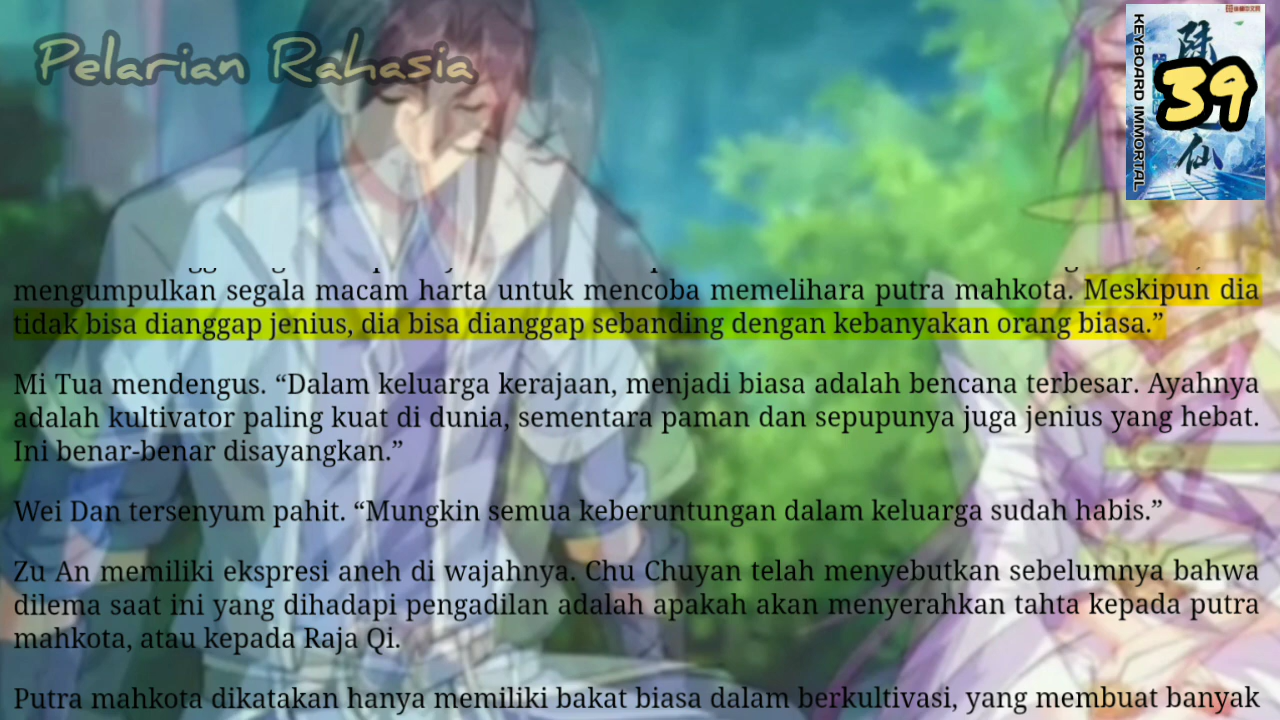 Pelarian Rahasia
39
KEYBOARD IMMORTAL
仙
mengumpulkan segala macam harta untuk mencoba memelihara putra mahkota. Meskipun dia
tidak bisa dianggap jenius, dia bisa dianggap sebanding dengan kebanyakan orang biasa.”
Mi Tua mendengus. “Dalam keluarga kerajaan, menjadi biasa adalah bencana terbesar. Ayahnya
adalah kultivator paling kuat di dunia, sementara paman dan sepupunya juga jenius yang hebat.
Ini benar-benar disayangkan.”
Wei Dan tersenyum pahit. “Mungkin semua keberuntungan dalam keluarga sudah habis.”
Zu An memiliki ekspresi aneh di wajahnya. Chu Chuyan telah menyebutkan sebelumnya bahwa
dilema saat ini yang dihadapi pengadilan adalah apakah akan menyerahkan tahta kepada putra
mahkota, atau kepada Raja Qi.
Putra mahkota dikatakan hanya memiliki bakat biasa dalam berkultivasi, yang membuat banyak